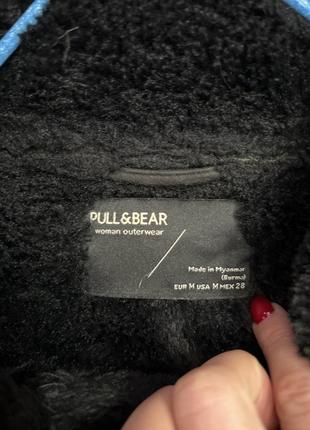 PULL&BEAR
woman outerwear
Made in Myanmar
(Burma)
EUR M USA M MEX 28